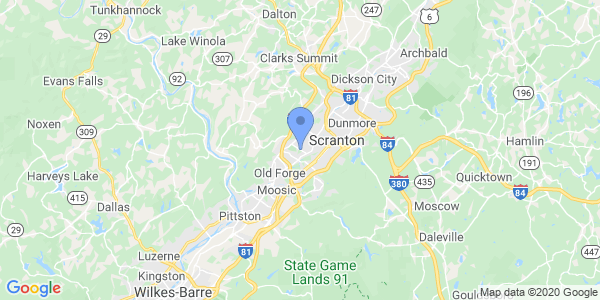 Tunkhannock
Dalton
247
6
29
Lake Winola
307
Clarks Summit
Archbald
Evans Falls
92
Dickson City
81
196
Noxen
309
Dunmore
Scranton
84
Hamlin
Harveys Lake
Old Forge
380
435
Quicktown
415
Moosic
84
Dallas
Pittston
Moscow
29
Daleville
Luzerne
81
447
Kingston
State Game
Lands 91
Google
Wilkes-Barre
Map data ©2020 Google